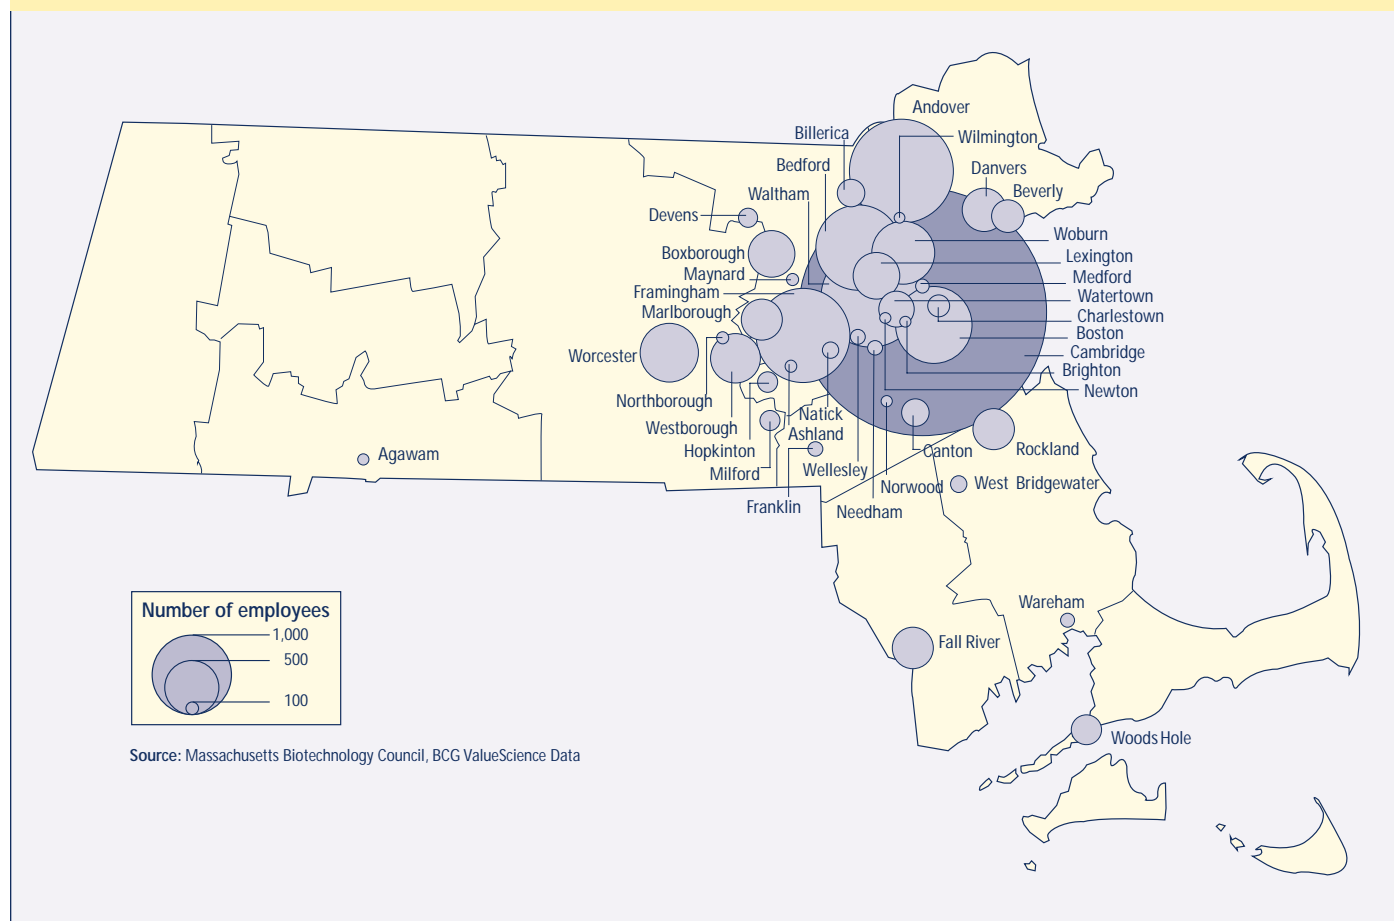 Andover
Billerica
Wilmington
Bedford
Danvers
Waltham
Beverly
Devens
Woburn
Boxborough
Lexington
Maynard
Medford
Framingham
Watertown
Marlborough
Charlestown
Boston
Worcester
Cambridge
Brighton
Newton
Northborough
Natick
Westborough
Ashland
Hopkinton
Canton
Rockland
Agawam
Milford
Wellesley
Norwood
West Bridgewater
Franklin
Needham
Wareham
Number of employees
1,000
500
100
Fall River
Woods Hole
Source: Massachusetts Biotechnology Council, BCG ValueScience Data